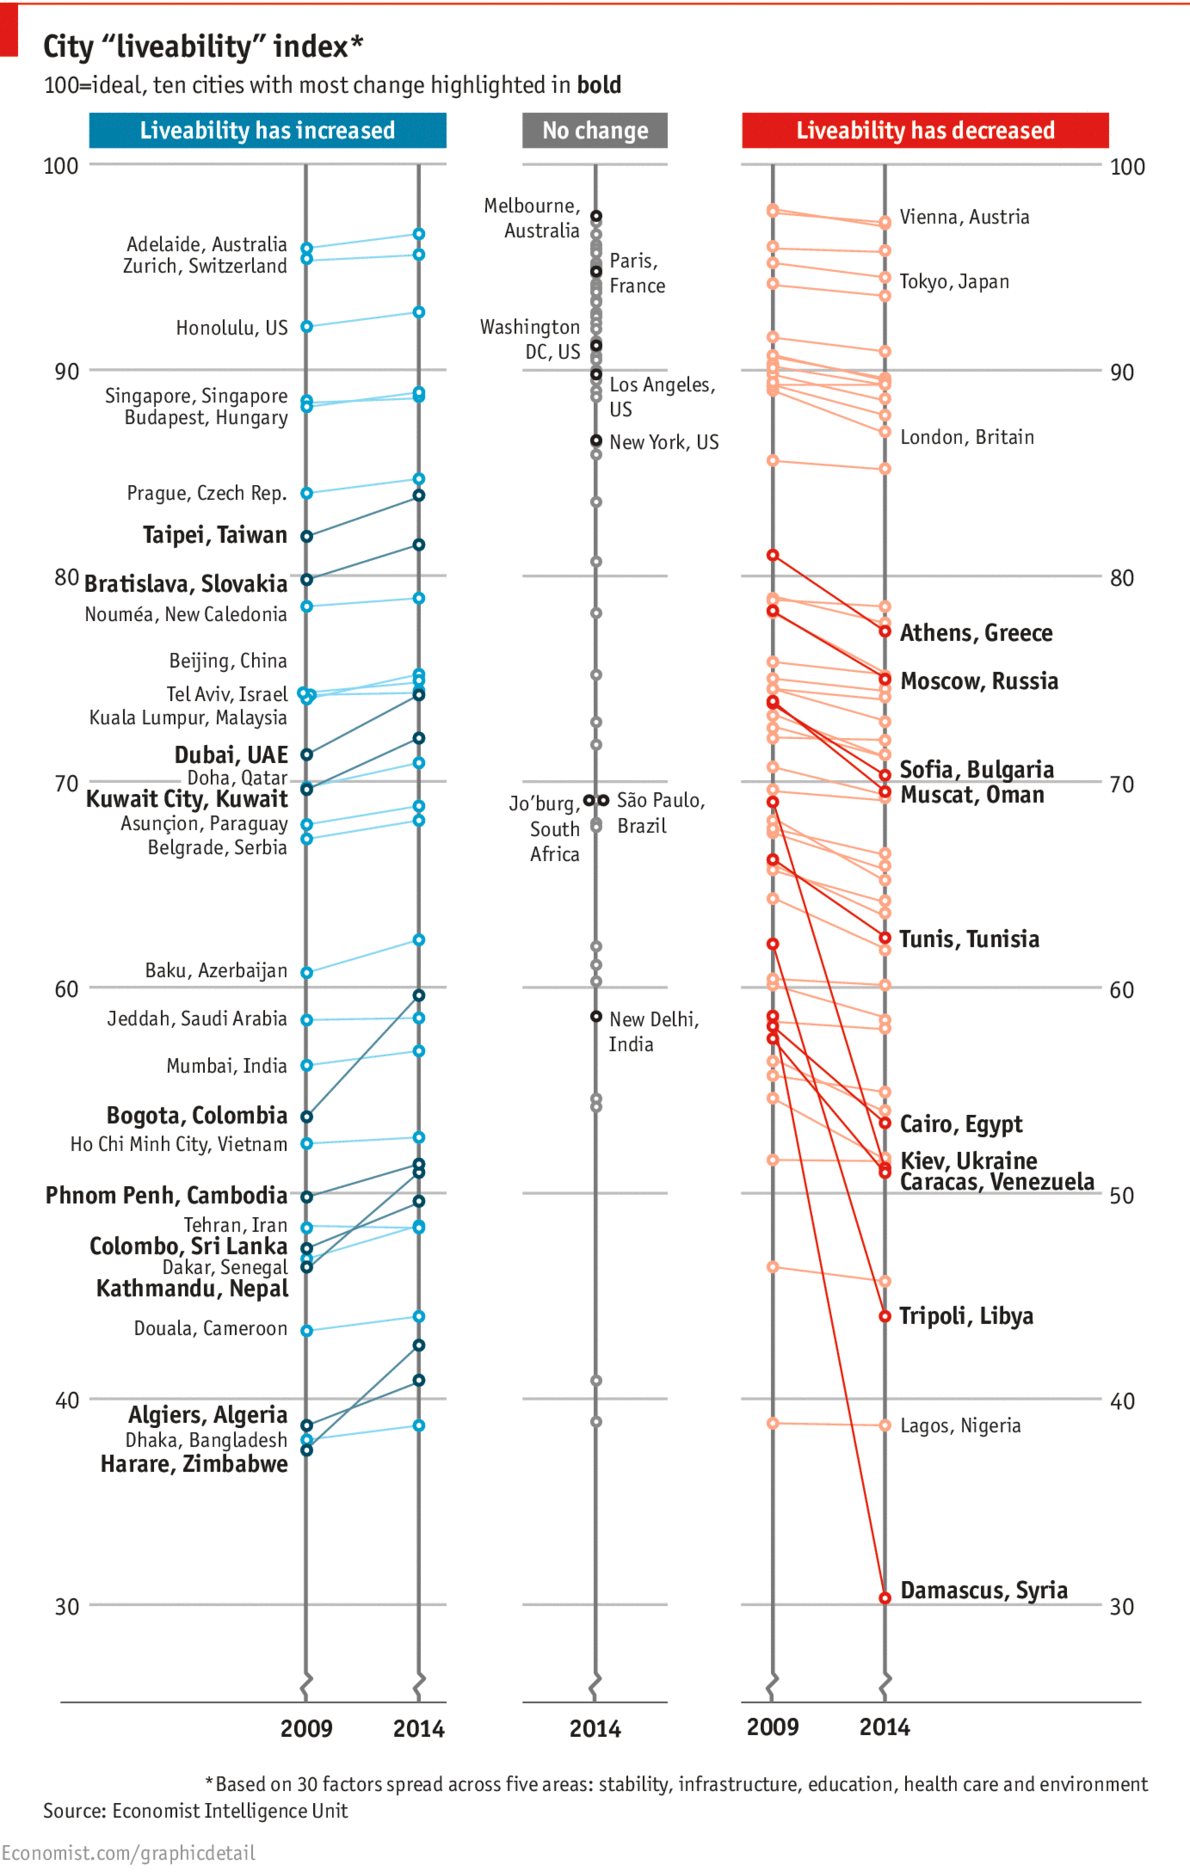 City “liveability” index*
100=ideal, ten cities with most change highlighted in bold
Liveability has increased
No change
Liveability has decreased
100
90
80
70
60
50
40
30
Adelaide, Australia
Zurich, Switzerland
Honolulu, US
Singapore, Singapore
Budapest, Hungary
Prague, Czech Rep.
Taipei, Taiwan
Bratislava, Slovakia
Nouméa, New Caledonia
Beijing, China
Tel Aviv, Israel
Kuala Lumpur, Malaysia
Dubai, UAE
Doha, Qatar
Kuwait City, Kuwait
Asunçion, Paraguay
Belgrade, Serbia
Baku, Azerbaijan
Jeddah, Saudi Arabia
Mumbai, India
Bogota, Colombia
Ho Chi Minh City, Vietnam
Phnom Penh, Cambodia
Tehran, Iran
Colombo, Sri Lanka
Dakar, Senegal
Kathmandu, Nepal
Douala, Cameroon
Algiers, Algeria
Dhaka, Bangladesh
Harare, Zimbabwe
2009
2014
Melbourne,
Australia
Paris,
France
Washington
DC, US
Los Angeles,
US
New York, US
Jo’burg,
South
Africa
São Paulo,
Brazil
New Delhi,
India
2014
100
90
80
70
60
50
40
30
Vienna, Austria
Tokyo, Japan
London, Britain
Athens, Greece
Moscow, Russia
Sofia, Bulgaria
Muscat, Oman
Tunis, Tunisia
Cairo, Egypt
Kiev, Ukraine
Caracas, Venezuela
Tripoli, Libya
Lagos, Nigeria
Damascus, Syria
2009
2014
*Based on 30 factors spread across five areas: stability, infrastructure, education, health care and environment
Source: Economist Intelligence Unit
Economist.com/graphicdetail